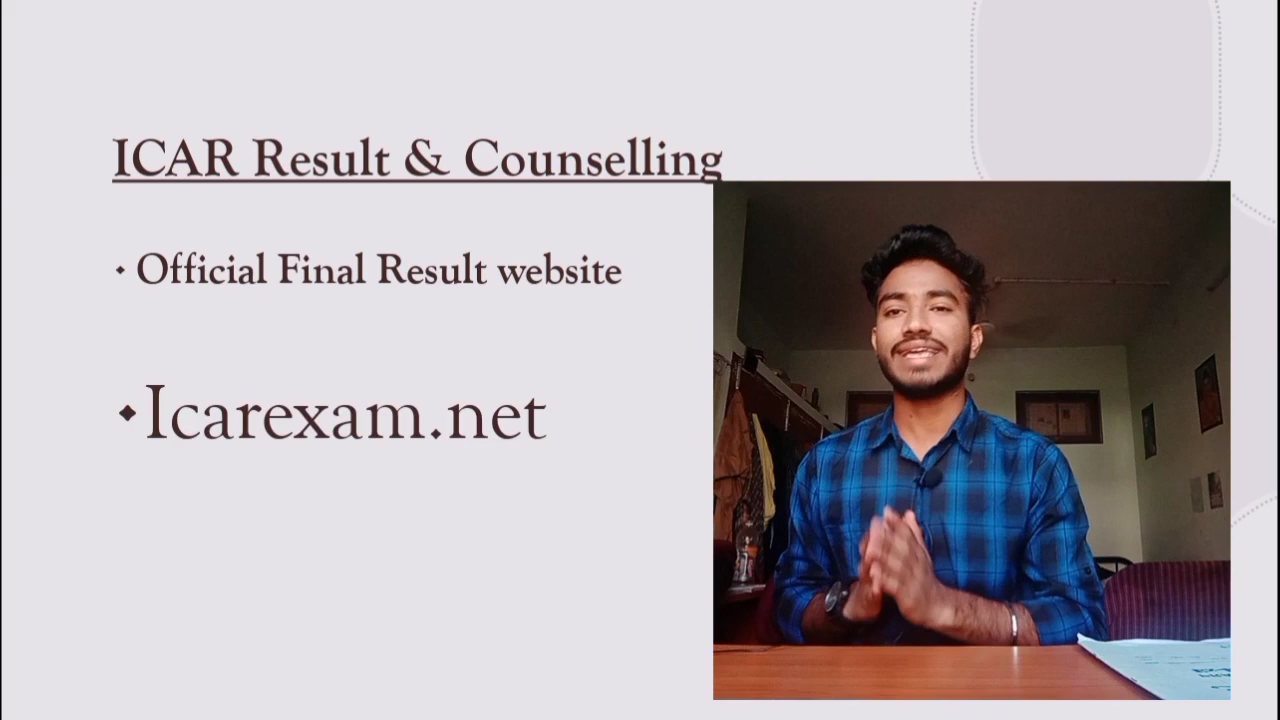 ICAR Result & Counselling
• Official Final Result website
• Icarexam.net